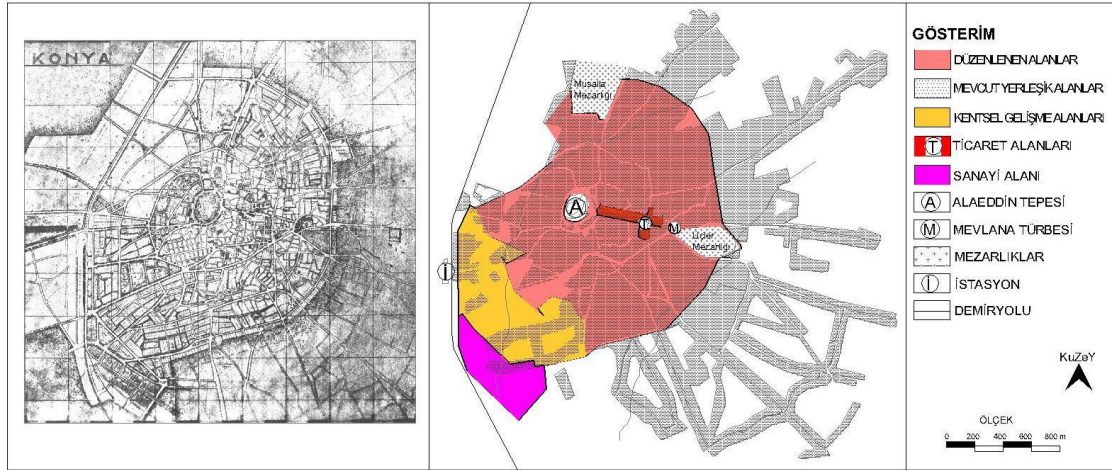 KONYA
Musalla
Mezarlığı
A
T
M
Üçler
Mezarlığı
İ
GÖSTERİM
DÜZENLENEN ALANLAR
MEVCUT YERLEŞİK ALANLAR
KENTSEL GELİŞME ALANLARI
T TİCARET ALANLARI
SANAYİ ALANI
A ALAEDDİN TEPESİ
M MEVLANA TÜRBESİ
MEZARLIKLAR
İ İSTASYON
DEMİRYOLU
KuZeY
ÖLÇEK
0 200 400 600 800 m